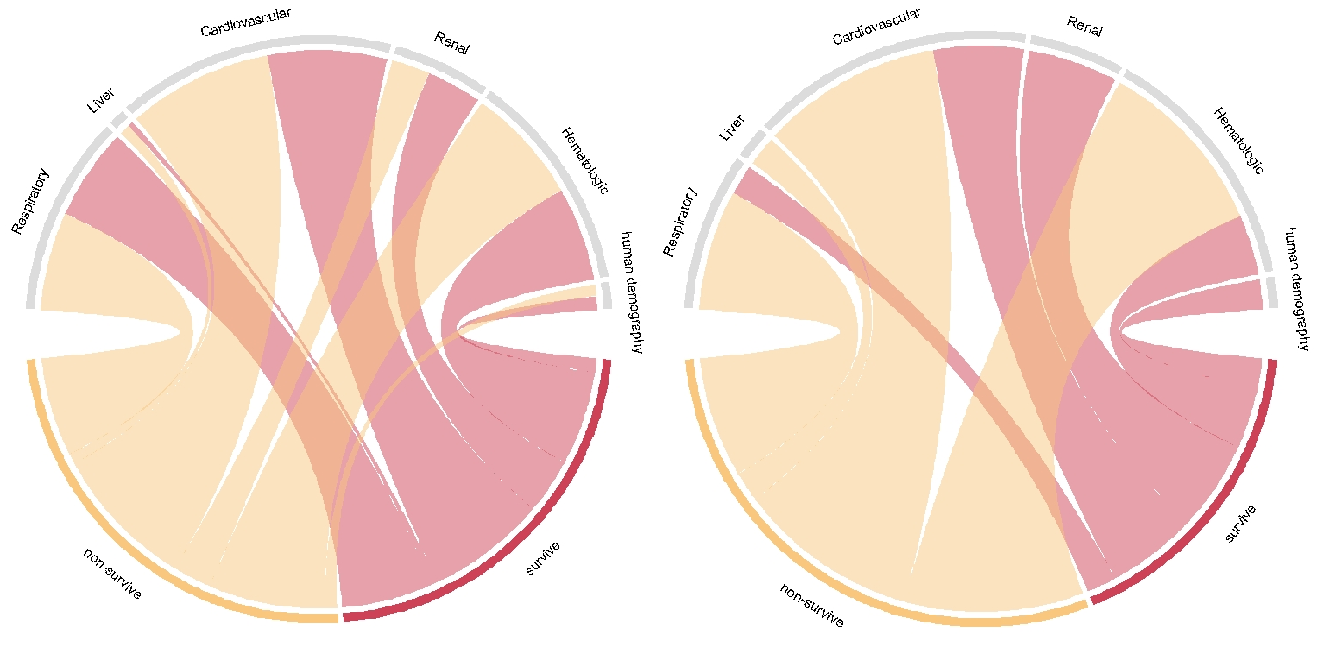 Cardiovascular
Renal
Liver
Hematologic
Respiratory
human demography
non-survive
survive
Cardiovascular
Renal
Liver
Hematologic
Respiratory
human demography
non-survive
survive